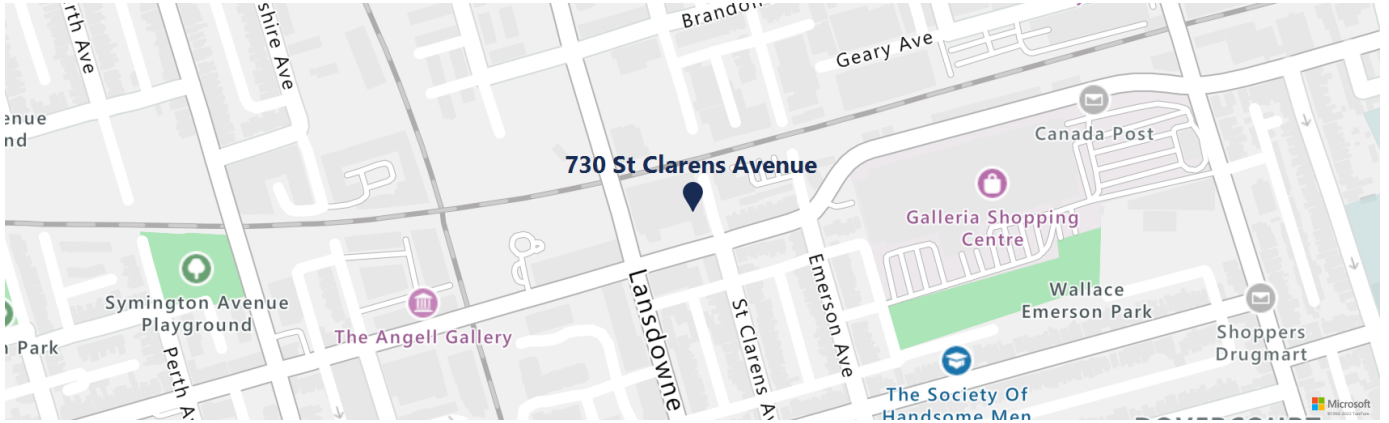 rth Ave
shire Ave
Brandon
Geary Ave
enue
nd
Canada Post
730 St Clarens Avenue
Galleria Shopping
Centre
Symington Avenue
Playground
The Angell Gallery
Lansdowne
St Clarens Av
Emerson Ave
Wallace
Emerson Park
Shoppers
Drugmart
n Park
Perth A
The Society Of
Handsome Men
DOVERCOURT
Microsoft